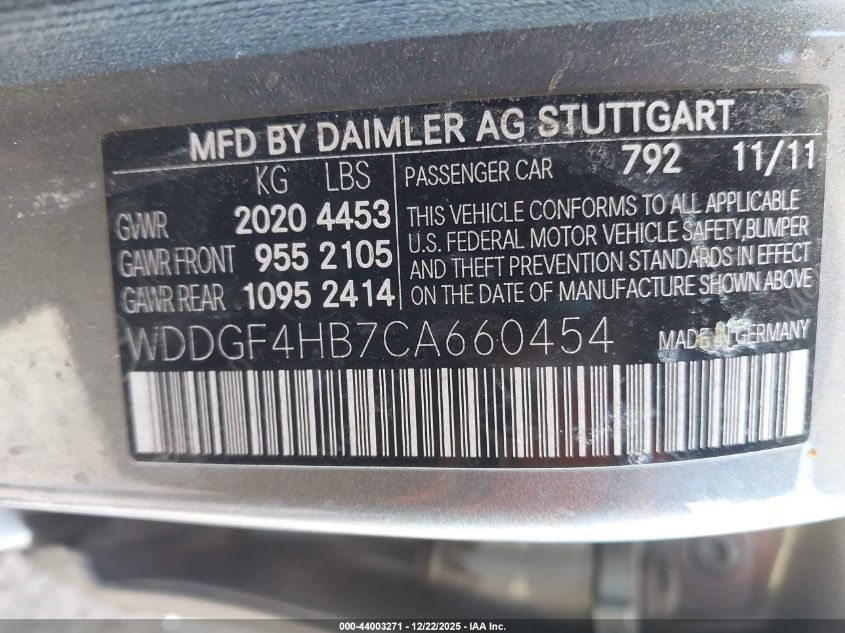 MFD BY DAIMLER AG STUTTGART
KG LBS
PASSENGER CAR 792 11/11
GVWR 2020 4453
GAWR FRONT 955 2105
GAWR REAR 1095 2414
THIS VEHICLE CONFORMS TO ALL APPLICABLE
U.S. FEDERAL MOTOR VEHICLE SAFETY,BUMPER
AND THEFT PREVENTION STANDARDS IN EFFECT
ON THE DATE OF MANUFACTURE SHOWN ABOVE
WDDGF4HB7CA660454
MADE IN GERMANY
000-44003271 - 12/22/2025 - IAA Inc.